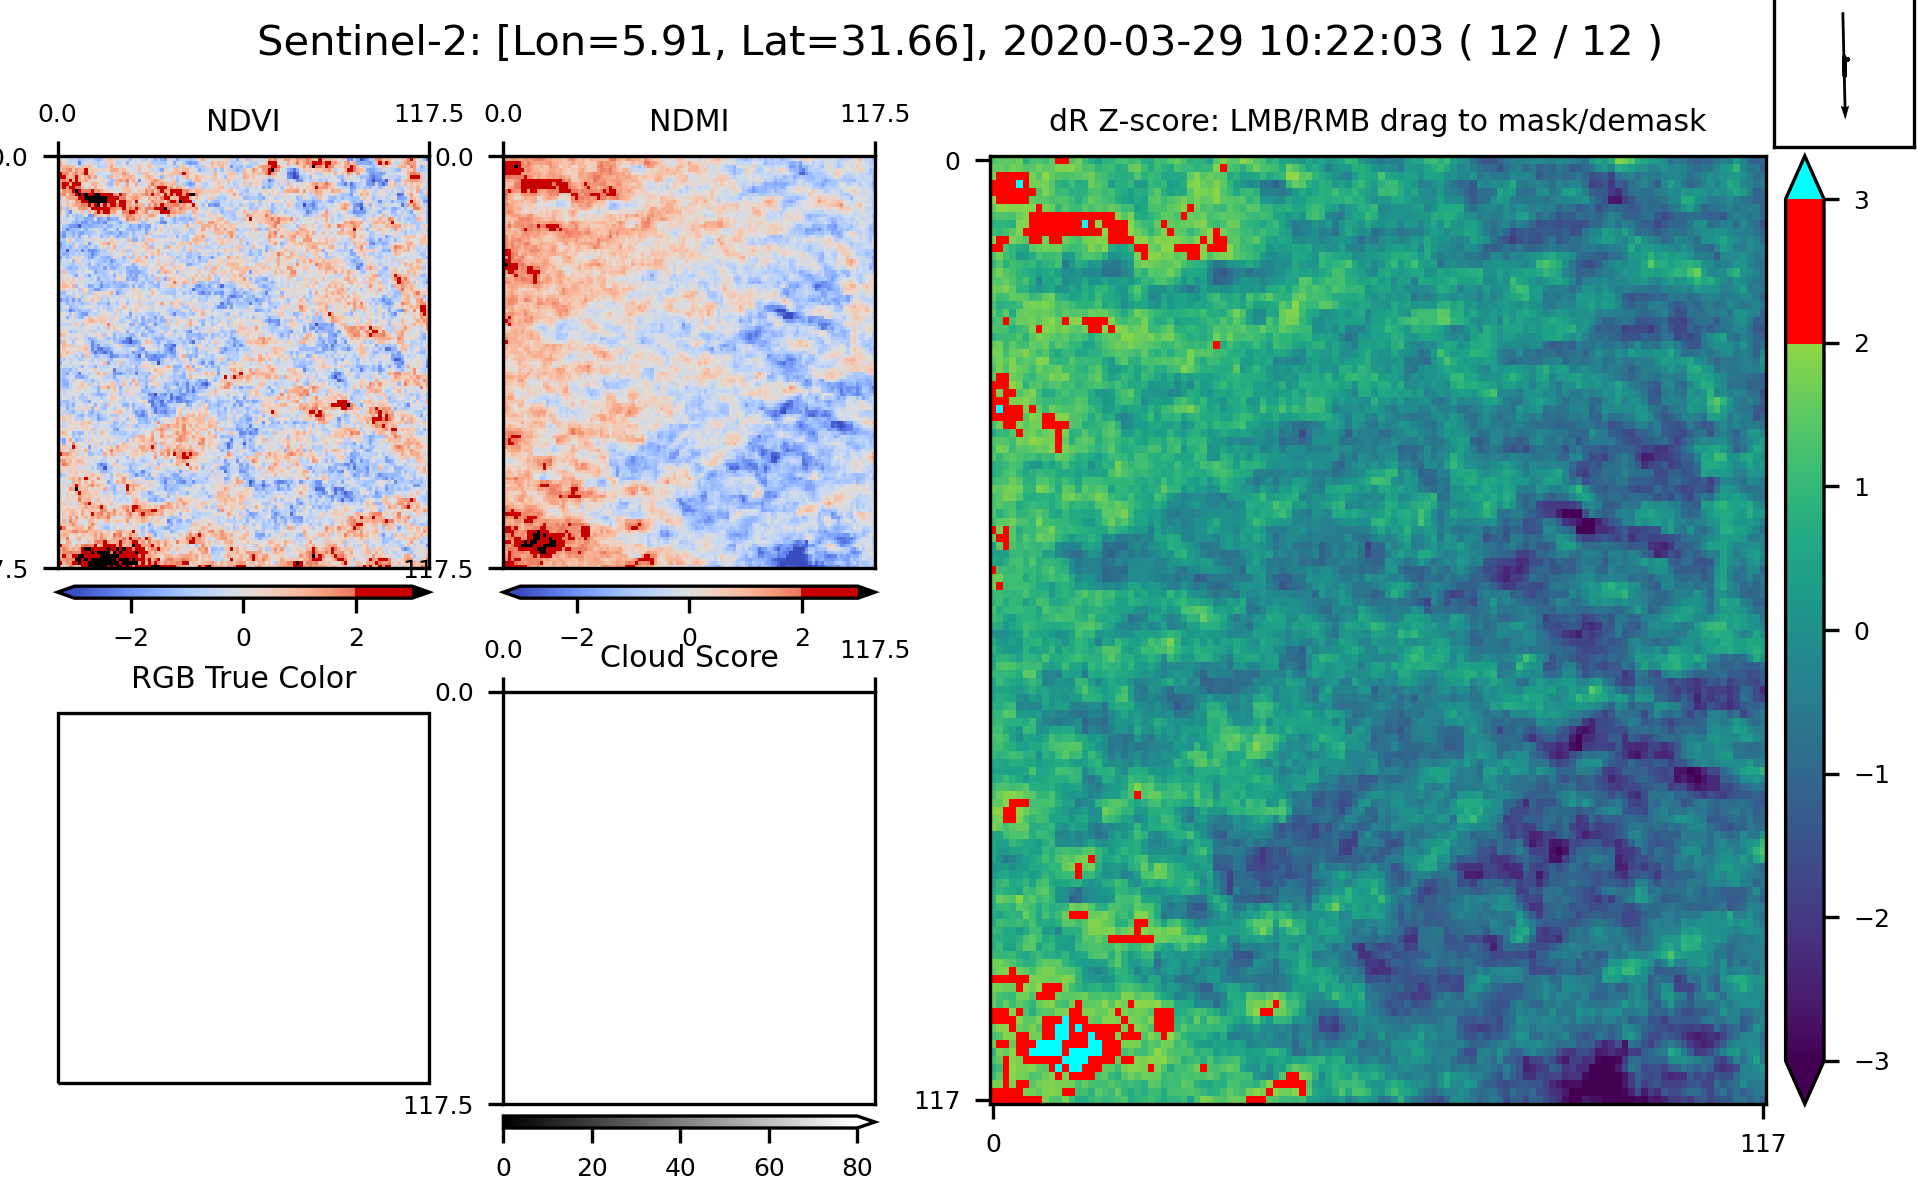 Sentinel-2: [Lon=5.91, Lat=31.66], 2020-03-29 10:22:03 ( 12 / 12 )
0.0 NDVI 117.5
0.0 NDMI 117.5
dR Z-score: LMB/RMB drag to mask/demask
0.0
0.0
0
3
2
1
0
−1
−2
−3
7.5
117.5
−2 0 2
−2 0 2
RGB True Color
0.0 Cloud Score 117.5
0.0
117.5
0 20 40 60 80
117
0 117